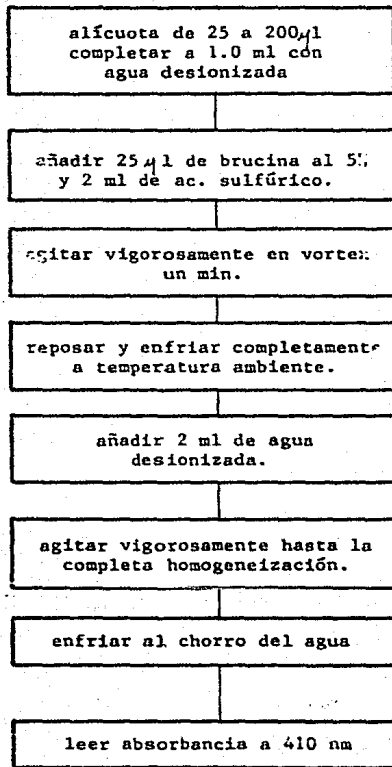 alícuota de 25 a 200µl
completar a 1.0 ml con
agua desionizada
añadir 25 µl de brucina al 5%
y 2 ml de ac. sulfúrico.
agitar vigorosamente en vortex
un min.
reposar y enfriar completamente
a temperatura ambiente.
añadir 2 ml de agua
desionizada.
agitar vigorosamente hasta la
completa homogeneización.
enfriar al chorro del agua
leer absorbancia a 410 nm